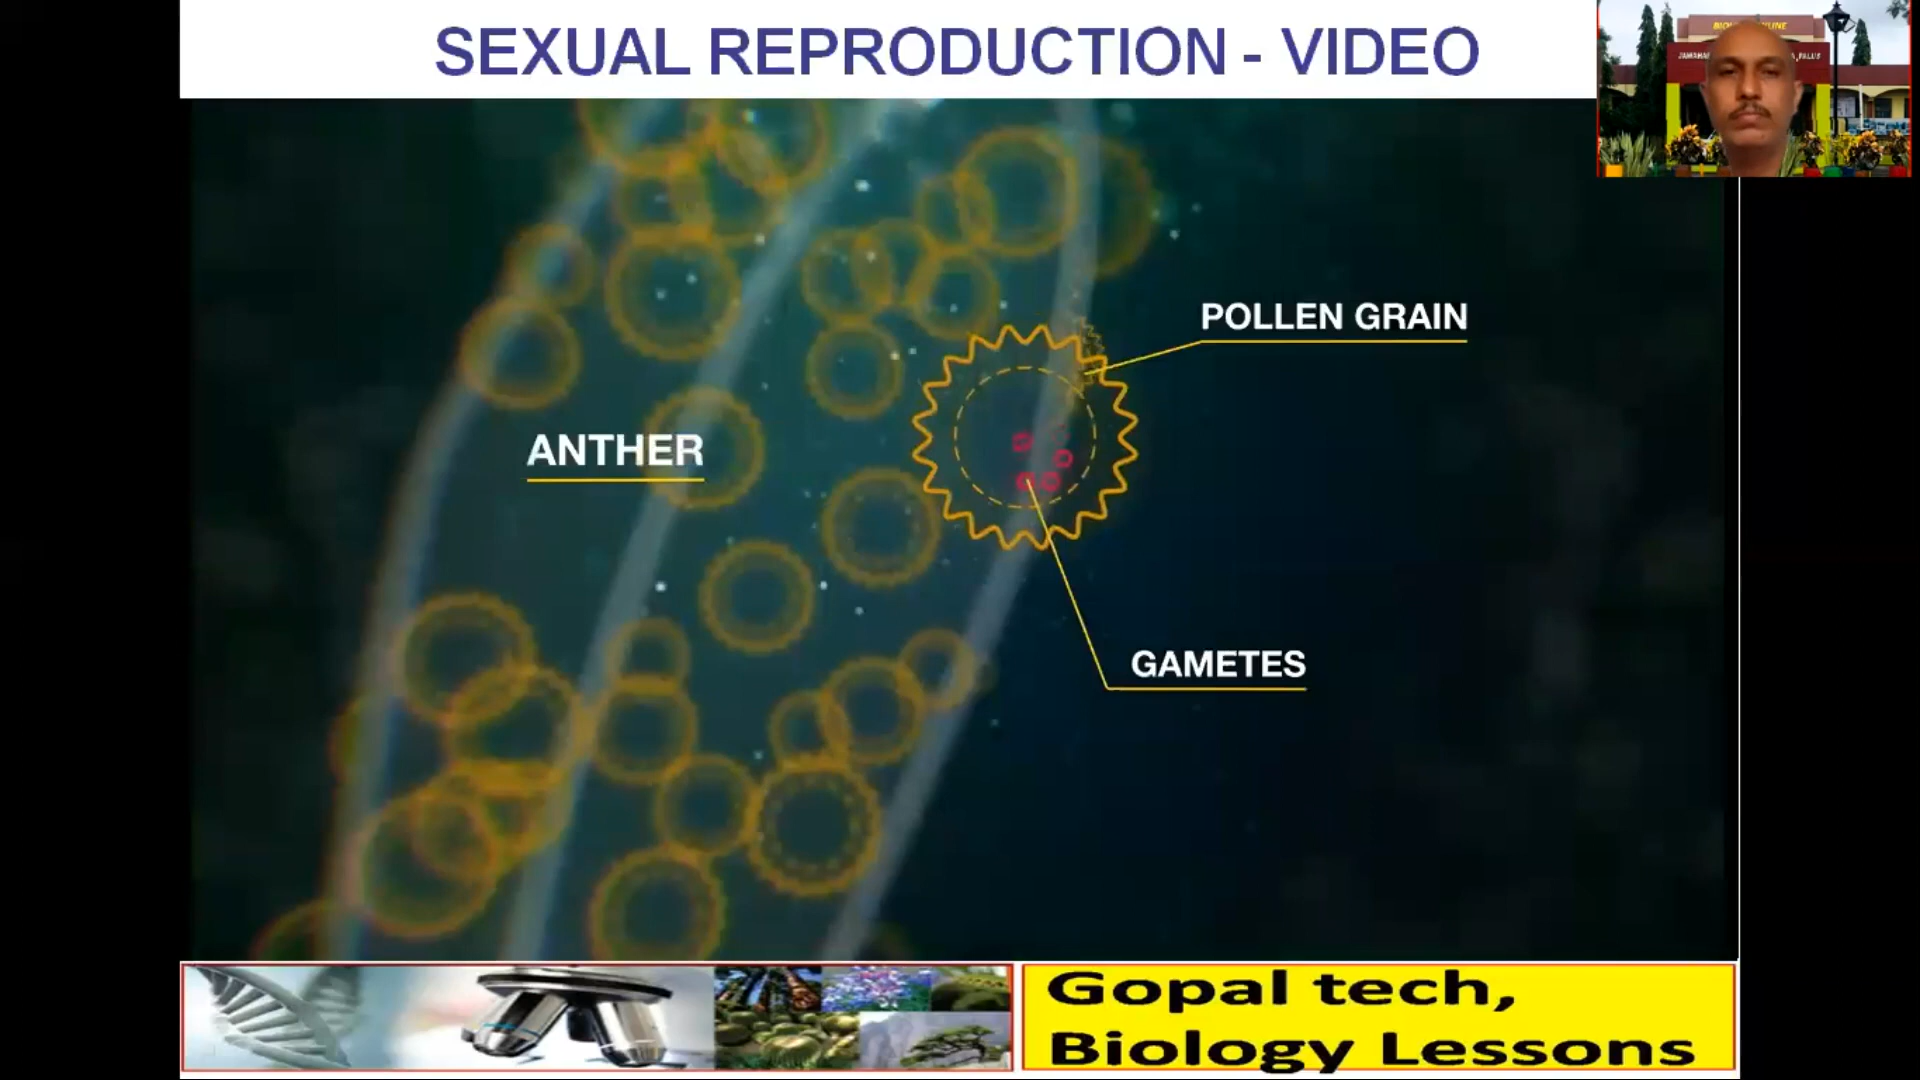 SEXUAL REPRODUCTION - VIDEO
POLLEN GRAIN
ANTHER
GAMETES
Gopal tech,
Biology Lessons